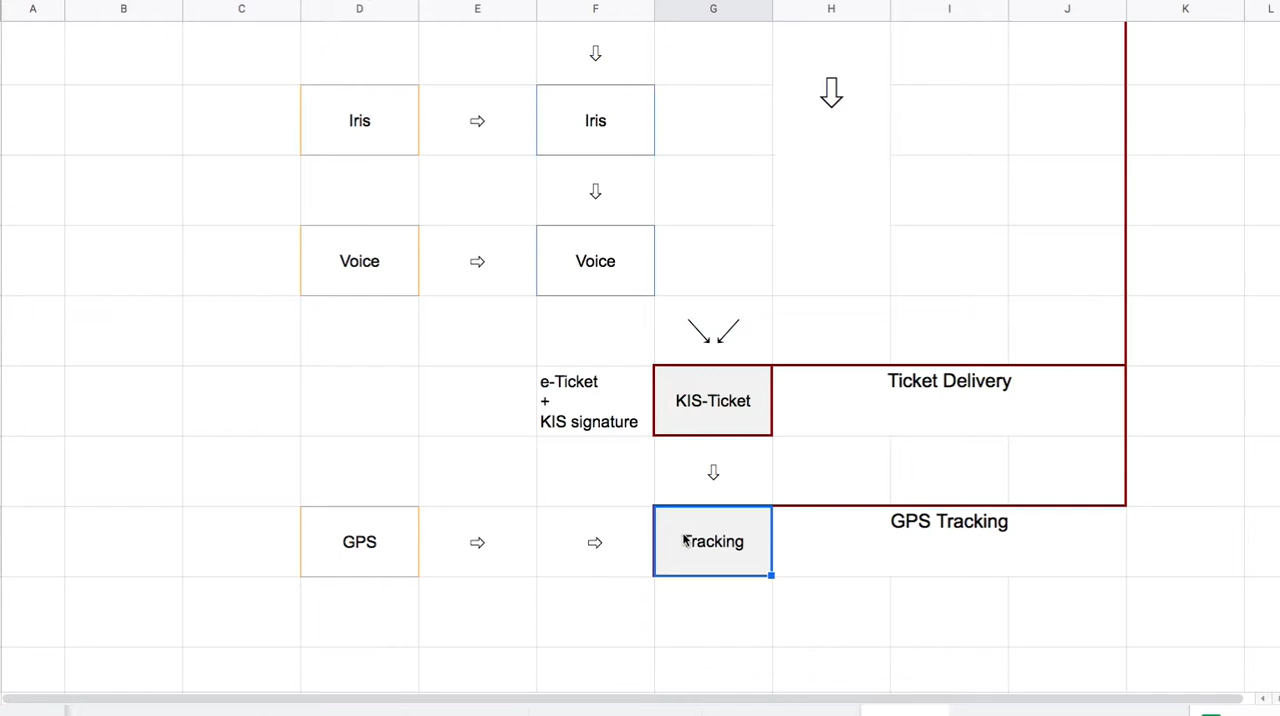 A B C D E F G H I J K L
⇩
⇩
Iris ⇨ Iris
⇩
Voice ⇨ Voice
↘ ↙
e-Ticket
+
KIS signature
KIS-Ticket
Ticket Delivery
⇩
GPS ⇨ ⇨ Tracking
GPS Tracking